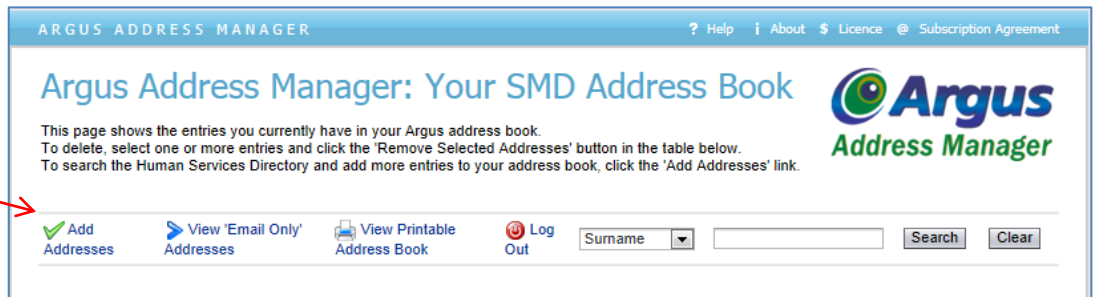 ARGUS ADDRESS MANAGER ? Help i About $ Licence @ Subscription Agreement
Argus Address Manager: Your SMD Address Book
Argus
Address Manager
This page shows the entries you currently have in your Argus address book.
To delete, select one or more entries and click the 'Remove Selected Addresses' button in the table below.
To search the Human Services Directory and add more entries to your address book, click the 'Add Addresses' link.
Add Addresses
View 'Email Only' Addresses
View Printable Address Book
Log Out
Surname
Search
Clear